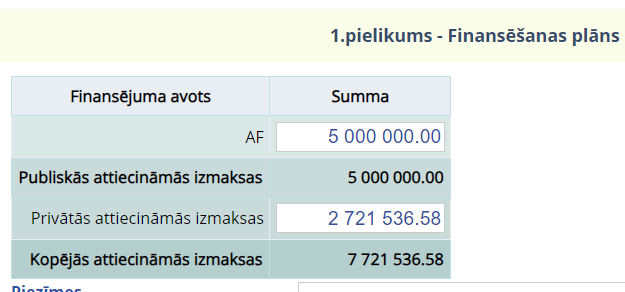 1.pielikums - Finansēšanas plāns
Finansējuma avots Summa
AF 5 000 000.00
Publiskās attiecināmās izmaksas 5 000 000.00
Privātās attiecināmās izmaksas 2 721 536.58
Kopējās attiecināmās izmaksas 7 721 536.58
Piezīmes